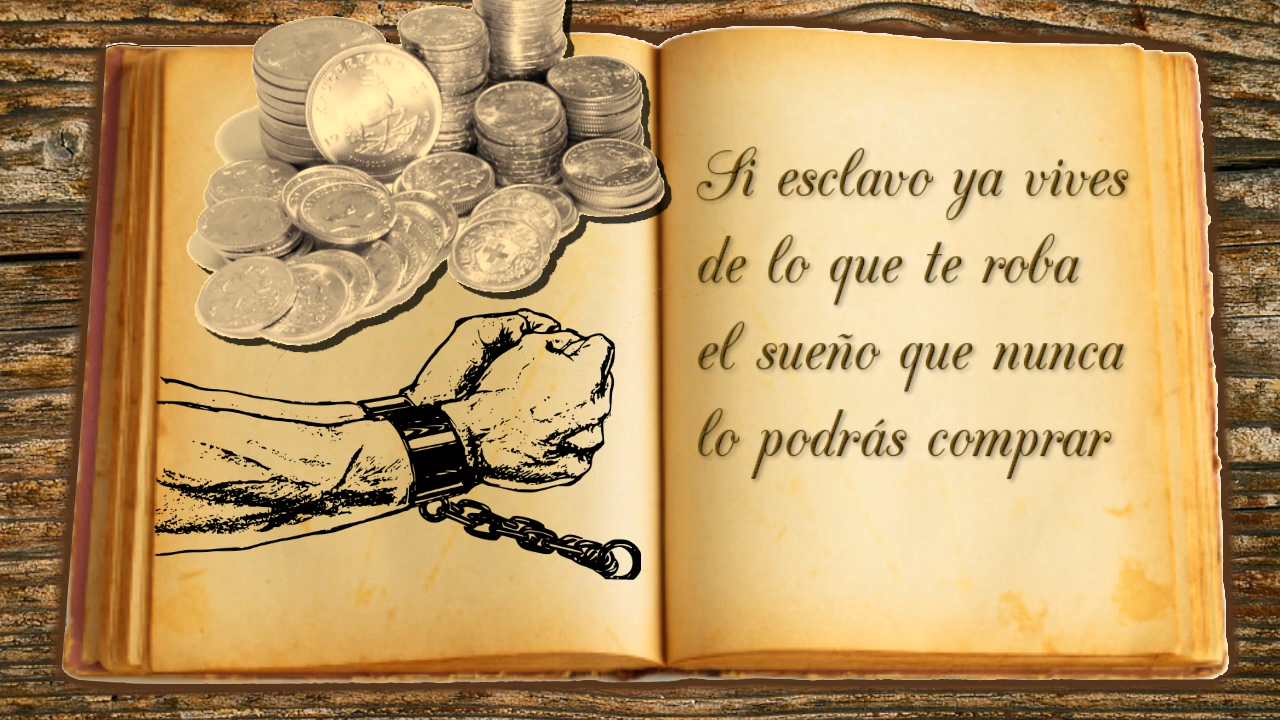 Si esclavo ya vives
de lo que te roba
el sueño que nunca
lo podrás comprar